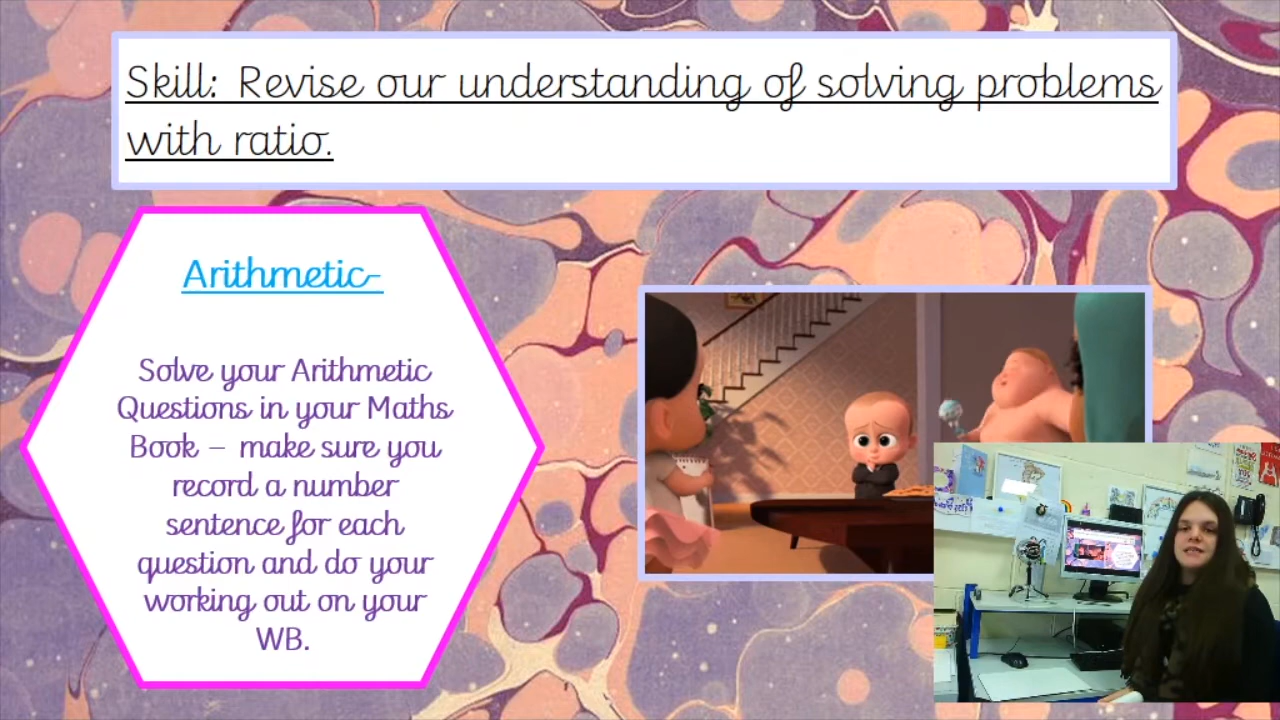 Skill: Revise our understanding of solving problems
with ratio.
Arithmetic-
Solve your Arithmetic
Questions in your Maths
Book – make sure you
record a number
sentence for each
question and do your
working out on your
WB.